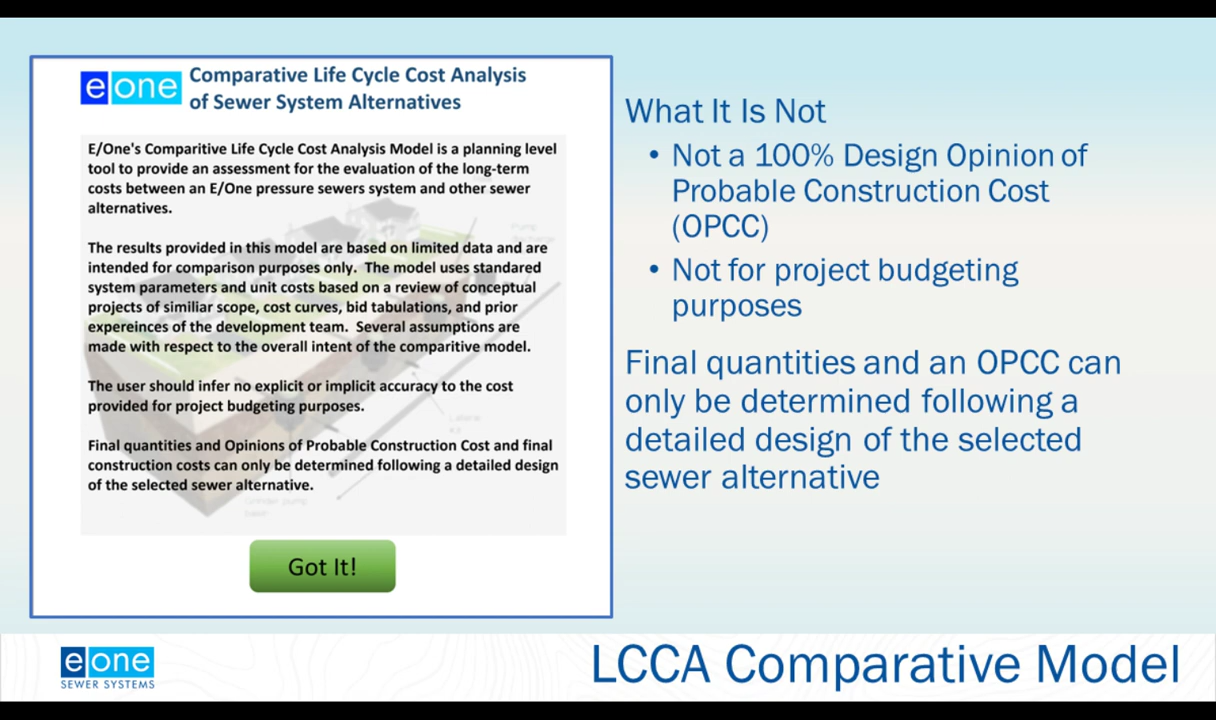 e one
Comparative Life Cycle Cost Analysis
of Sewer System Alternatives
E/One's Comparitive Life Cycle Cost Analysis Model is a planning level
tool to provide an assessment for the evaluation of the long-term
costs between an E/One pressure sewers system and other sewer
alternatives.
The results provided in this model are based on limited data and are
intended for comparison purposes only. The model uses standared
system parameters and unit costs based on a review of conceptual
projects of similiar scope, cost curves, bid tabulations, and prior
expereinces of the development team. Several assumptions are
made with respect to the overall intent of the comparitive model.
The user should infer no explicit or implicit accuracy to the cost
provided for project budgeting purposes.
Final quantities and Opinions of Probable Construction Cost and final
construction costs can only be determined following a detailed design
of the selected sewer alternative.
Got It!
What It Is Not
• Not a 100% Design Opinion of
Probable Construction Cost
(OPCC)
• Not for project budgeting
purposes
Final quantities and an OPCC can
only be determined following a
detailed design of the selected
sewer alternative
e one
SEWER SYSTEMS
LCCA Comparative Model